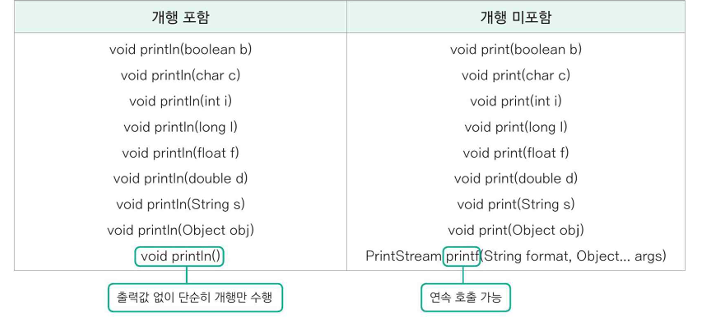 개행 포함 개행 미포함
void println(boolean b) void print(boolean b)
void println(char c) void print(char c)
void println(int i) void print(int i)
void println(long l) void print(long l)
void println(float f) void print(float f)
void println(double d) void print(double d)
void println(String s) void print(String s)
void println(Object obj) void print(Object obj)
void println() PrintStream printf(String format, Object... args)
출력값 없이 단순히 개행만 수행 연속 호출 가능